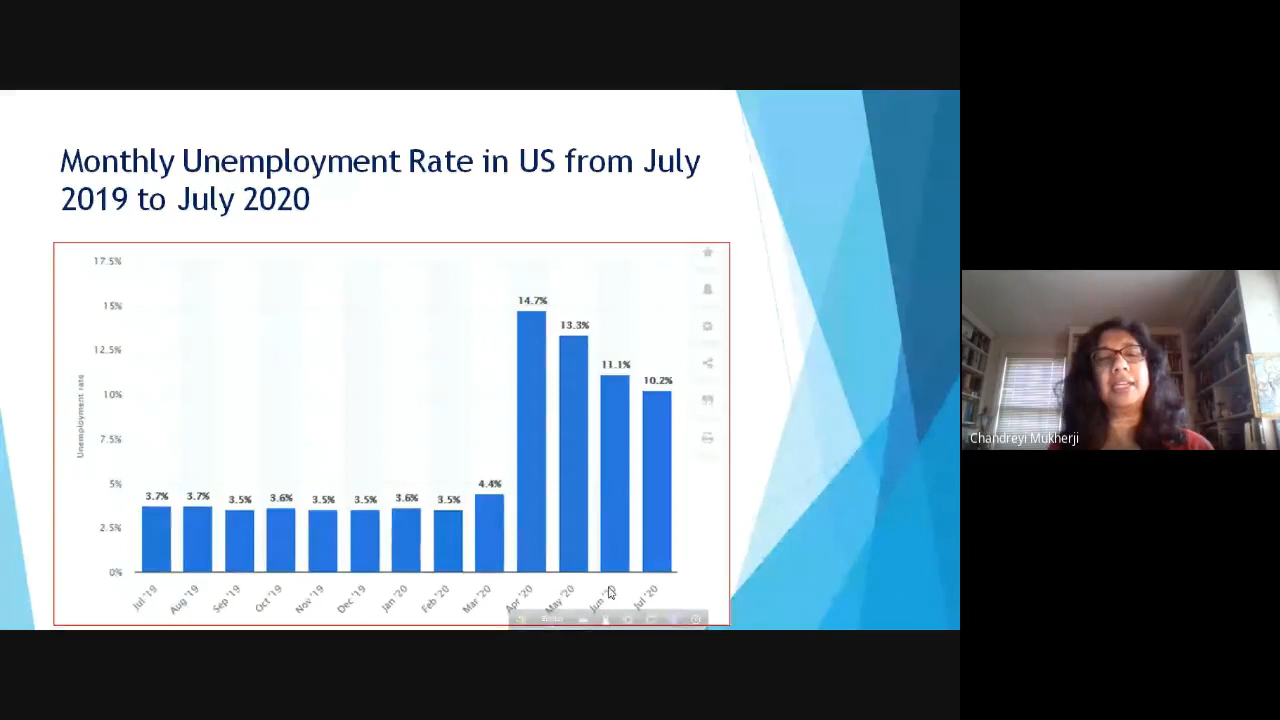 Monthly Unemployment Rate in US from July
2019 to July 2020
17.5%
15%
12.5%
10%
7.5%
5%
2.5%
0%
Unemployment rate
3.7%
3.7%
3.5%
3.6%
3.5%
3.5%
3.6%
3.5%
4.4%
14.7%
13.3%
11.1%
10.2%
Jul '19
Aug '19
Sep '19
Oct '19
Nov '19
Dec '19
Jan '20
Feb '20
Mar '20
Apr '20
May '20
Jun
Jul '20
Chandreyi Mukherji